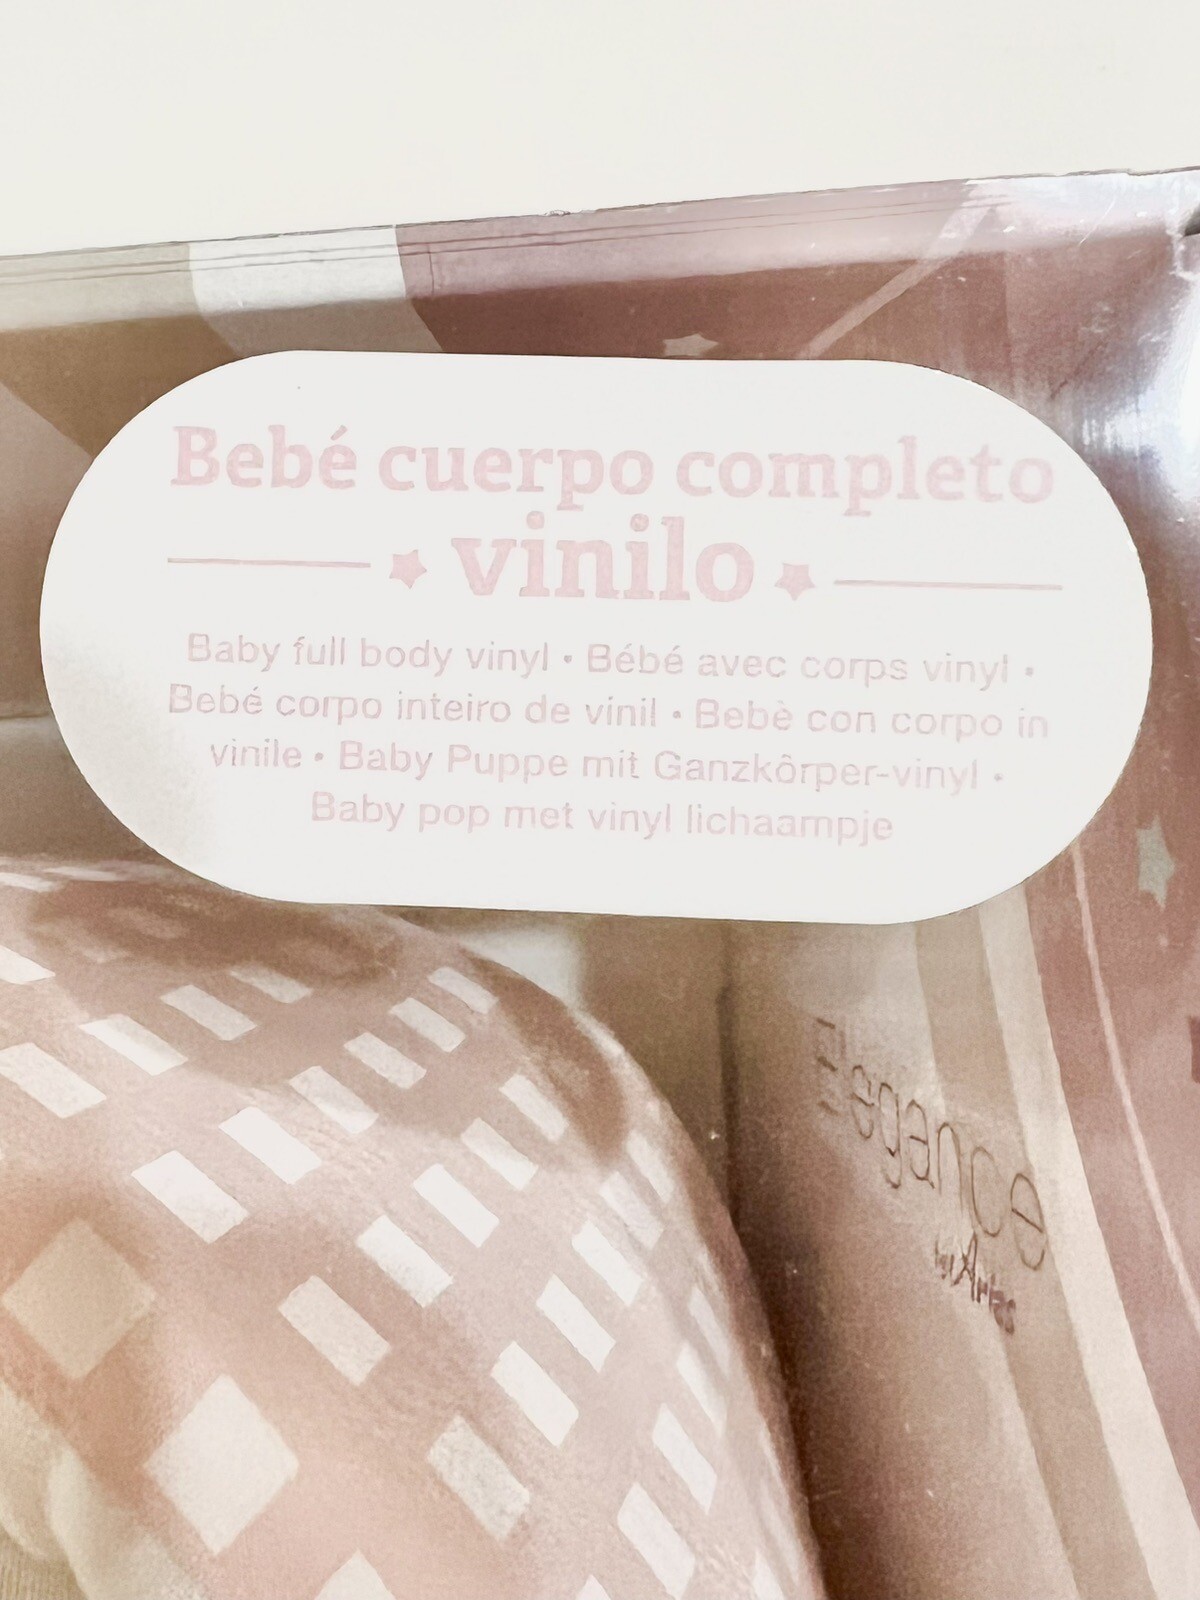 Bebé cuerpo completo
vinilo
Baby full body vinyl • Bébé avec corps vinyl •
Bebé corpo inteiro de vinil • Bebè con corpo in
vinile • Baby Puppe mit Ganzkôrper-vinyl •
Baby pop met vinyl lichaampje